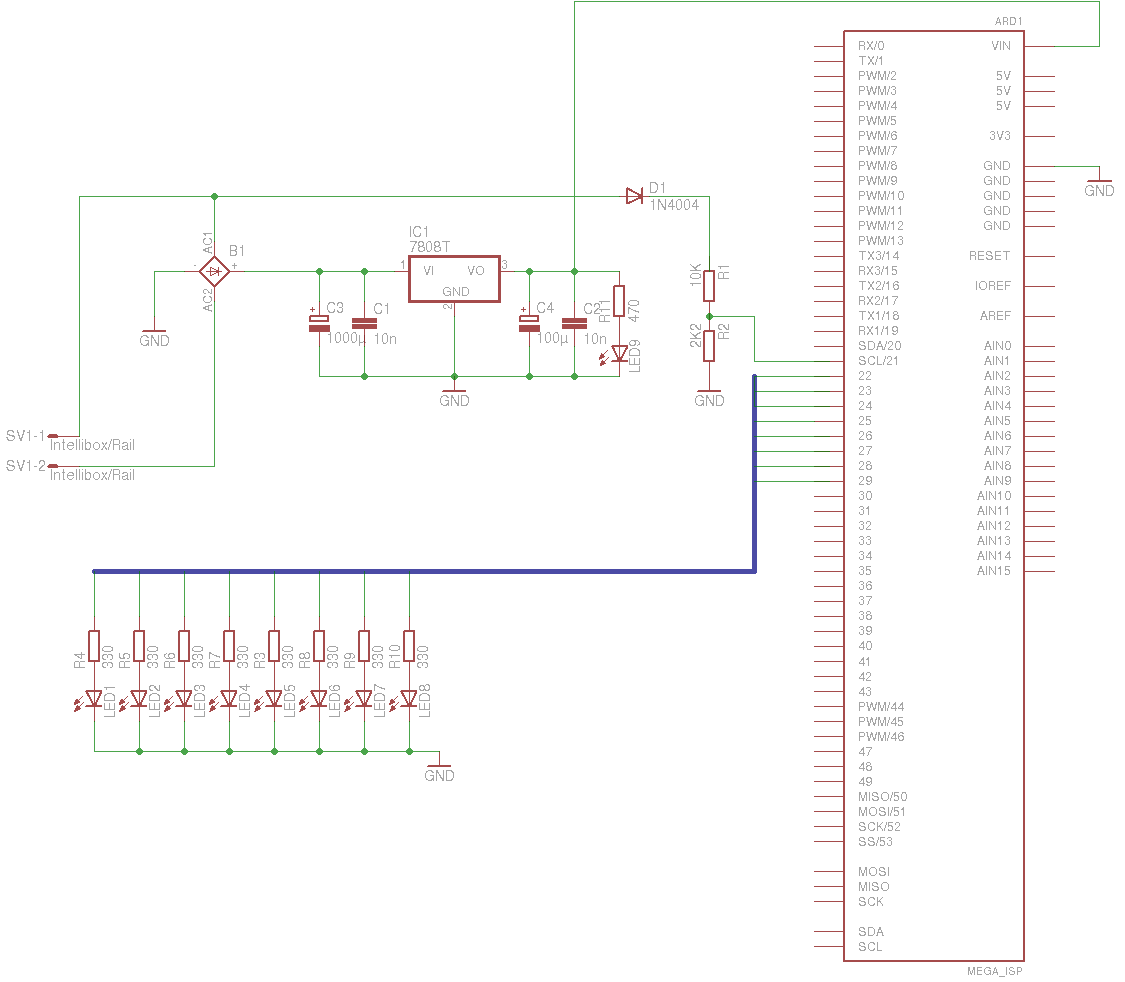 ARD1
RX/0 VIN
TX/1
PWM/2 5V
PWM/3 5V
PWM/4 5V
PWM/5
PWM/6 3V3
PWM/7
PWM/8 GND
PWM/9 GND
PWM/10 GND
PWM/11 GND
PWM/12 GND
PWM/13
TX3/14 RESET
RX3/15
TX2/16 IOREF
RX2/17
TX1/18 AREF
RX1/19
SDA/20 AIN0
SCL/21 AIN1
22 AIN2
23 AIN3
24 AIN4
25 AIN5
26 AIN6
27 AIN7
28 AIN8
29 AIN9
30 AIN10
31 AIN11
32 AIN12
33 AIN13
34 AIN14
35 AIN15
36
37
38
39
40
41
42
43
PWM/44
PWM/45
PWM/46
47
48
49
MISO/50
MOSI/51
SCK/52
SS/53
MOSI
MISO
SCK
SDA
SCL
MEGA_ISP
GND
D1
1N4004
AC1
B1
- +
AC2
GND
IC1
7808T
1 VI VO 3
GND
2
+ C3
1000µ
C1
10n
+ C4
100µ
C2
10n
R11
470
LED9
GND
R1
10K
R2
2K2
GND
SV1-1
Intellibox/Rail
SV1-2
Intellibox/Rail
R4 330
R5 330
R6 330
R7 330
R3 330
R8 330
R9 330
R10 330
LED1
LED2
LED3
LED4
LED5
LED6
LED7
LED8
GND